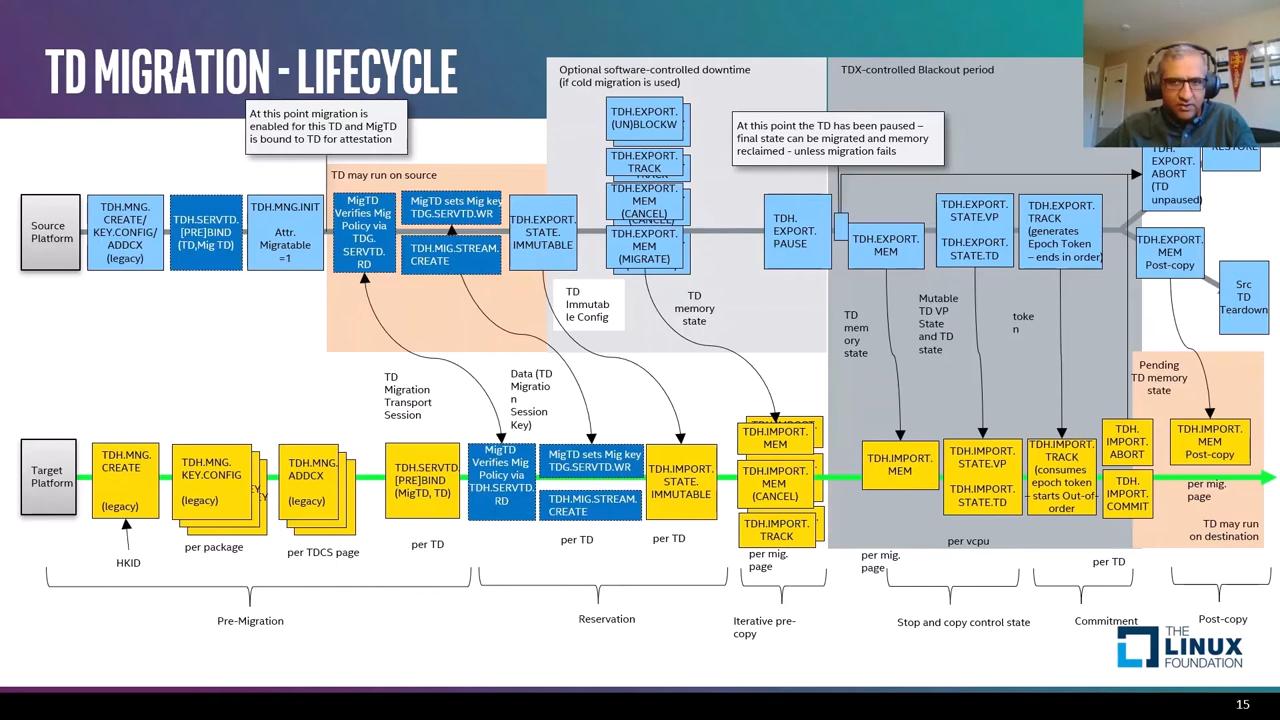 TD MIGRATION - LIFECYCLE
Optional software-controlled downtime
(if cold migration is used)
TDX-controlled Blackout period
At this point migration is
enabled for this TD and MigTD
is bound to TD for attestation
At this point the TD has been paused –
final state can be migrated and memory
reclaimed - unless migration fails
TD may run on source
Source
Platform
TDH.MNG.
CREATE/
KEY.CONFIG/
ADDCX
(legacy)
TDH.SERVTD.
[PRE]BIND
(TD,Mig TD)
TDH.MNG.INIT
Attr.
Migratable
=1
MigTD
Verifies Mig
Policy via
TDG.
SERVTD.
RD
MigTD sets Mig key
TDG.SERVTD.WR
TDH.MIG.STREAM.
CREATE
TDH.EXPORT.
STATE.
IMMUTABLE
TDH.EXPORT.
(UN)BLOCKW
TDH.EXPORT.
TRACK
TDH.EXPORT.
MEM
(CANCEL)
TDH.EXPORT.
MEM
(MIGRATE)
TDH.
EXPORT.
PAUSE
TDH.EXPORT.
MEM
TDH.EXPORT.
STATE.VP
TDH.EXPORT.
STATE.TD
TDH.EXPORT.
TRACK
(generates
Epoch Token
– ends in order)
TDH.
EXPORT.
ABORT
(TD
unpaused)
RESTORE
TDH.EXPORT.
MEM
Post-copy
Src
TD
Teardown
TD
Immutab
le Config
TD
memory
state
TD
mem
ory
state
Mutable
TD VP
State
and TD
state
toke
n
Pending
TD memory
state
TD
Migration
Transport
Session
Data (TD
Migratio
n
Session
Key)
Target
Platform
TDH.MNG.
CREATE
(legacy)
TDH.MNG.
KEY.CONFIG
(legacy)
TDH.MNG.
ADDCX
(legacy)
TDH.SERVTD.
[PRE]BIND
(MigTD, TD)
MigTD
Verifies Mig
Policy via
TDH.SERVTD.
RD
MigTD sets Mig key
TDG.SERVTD.WR
TDH.MIG.STREAM.
CREATE
TDH.IMPORT.
STATE.
IMMUTABLE
TDH.IMPORT.
MEM
TDH.IMPORT.
MEM
(CANCEL)
TDH.IMPORT.
TRACK
TDH.IMPORT.
MEM
TDH.IMPORT.
STATE.VP
TDH.IMPORT.
STATE.TD
TDH.IMPORT.
TRACK
(consumes
epoch token
– starts Out-of-
order
TDH.
IMPORT.
ABORT
TDH.
IMPORT.
COMMIT
TDH.IMPORT.
MEM
Post-copy
per mig.
page
TD may run
on destination
HKID
per package
per TDCS page
per TD
per TD
per TD
per mig.
page
per mig.
page
per vcpu
per TD
Pre-Migration
Reservation
Iterative pre-
copy
Stop and copy control state
Commitment
Post-copy
THE
LINUX
FOUNDATION
15